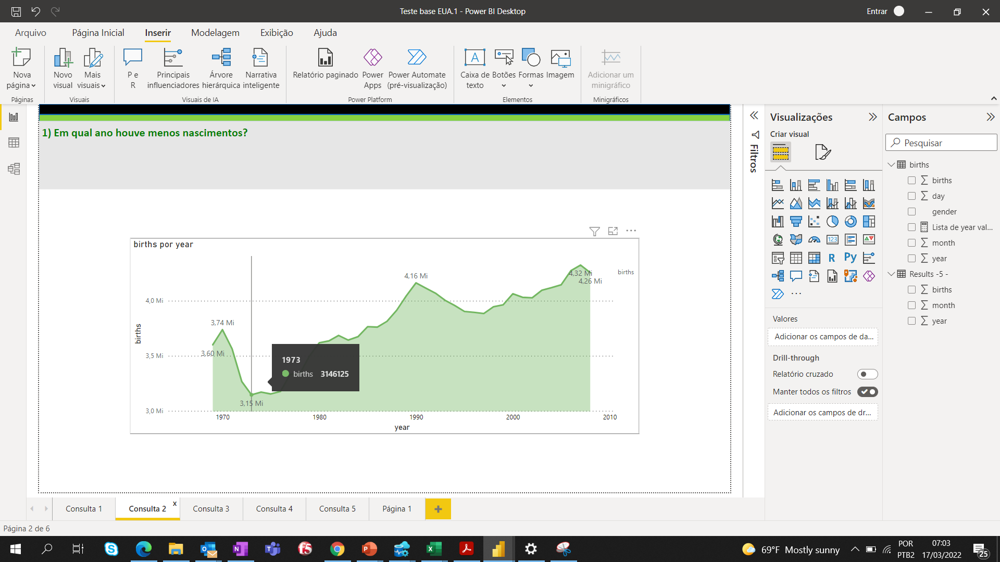 Teste base EUA.1 - Power BI Desktop
Entrar
Arquivo
Página Inicial
Inserir
Modelagem
Exibição
Ajuda
Nova página
Novo visual
Mais visuais
P e R
Principais influenciadores
Árvore hierárquica
Narrativa inteligente
Relatório paginado
Power Apps
Power Automate (pré-visualização)
Caixa de texto
Botões
Formas
Imagem
Adicionar um minigráfico
Páginas
Visuais
Visuais de IA
Power Platform
Elementos
Minigráficos
1) Em qual ano houve menos nascimentos?
births por year
births
4,0 Mi
3,5 Mi
3,0 Mi
3,74 Mi
3,60 Mi
3,15 Mi
4,16 Mi
4,32 Mi
4,26 Mi
births
1973
births 3146125
1970
1980
1990
2000
2010
year
Filtros
Visualizações
Criar visual
123
R
Py
Valores
Adicionar os campos de da...
Drill-through
Relatório cruzado
Manter todos os filtros
Adicionar os campos de dr...
Campos
Pesquisar
births
births
day
gender
Lista de year val...
month
year
Results -5 -
births
month
year
Consulta 1
Consulta 2 x
Consulta 3
Consulta 4
Consulta 5
Página 1
+
Página 2 de 6
69°F Mostly sunny
POR
PTB2
07:03
17/03/2022
25